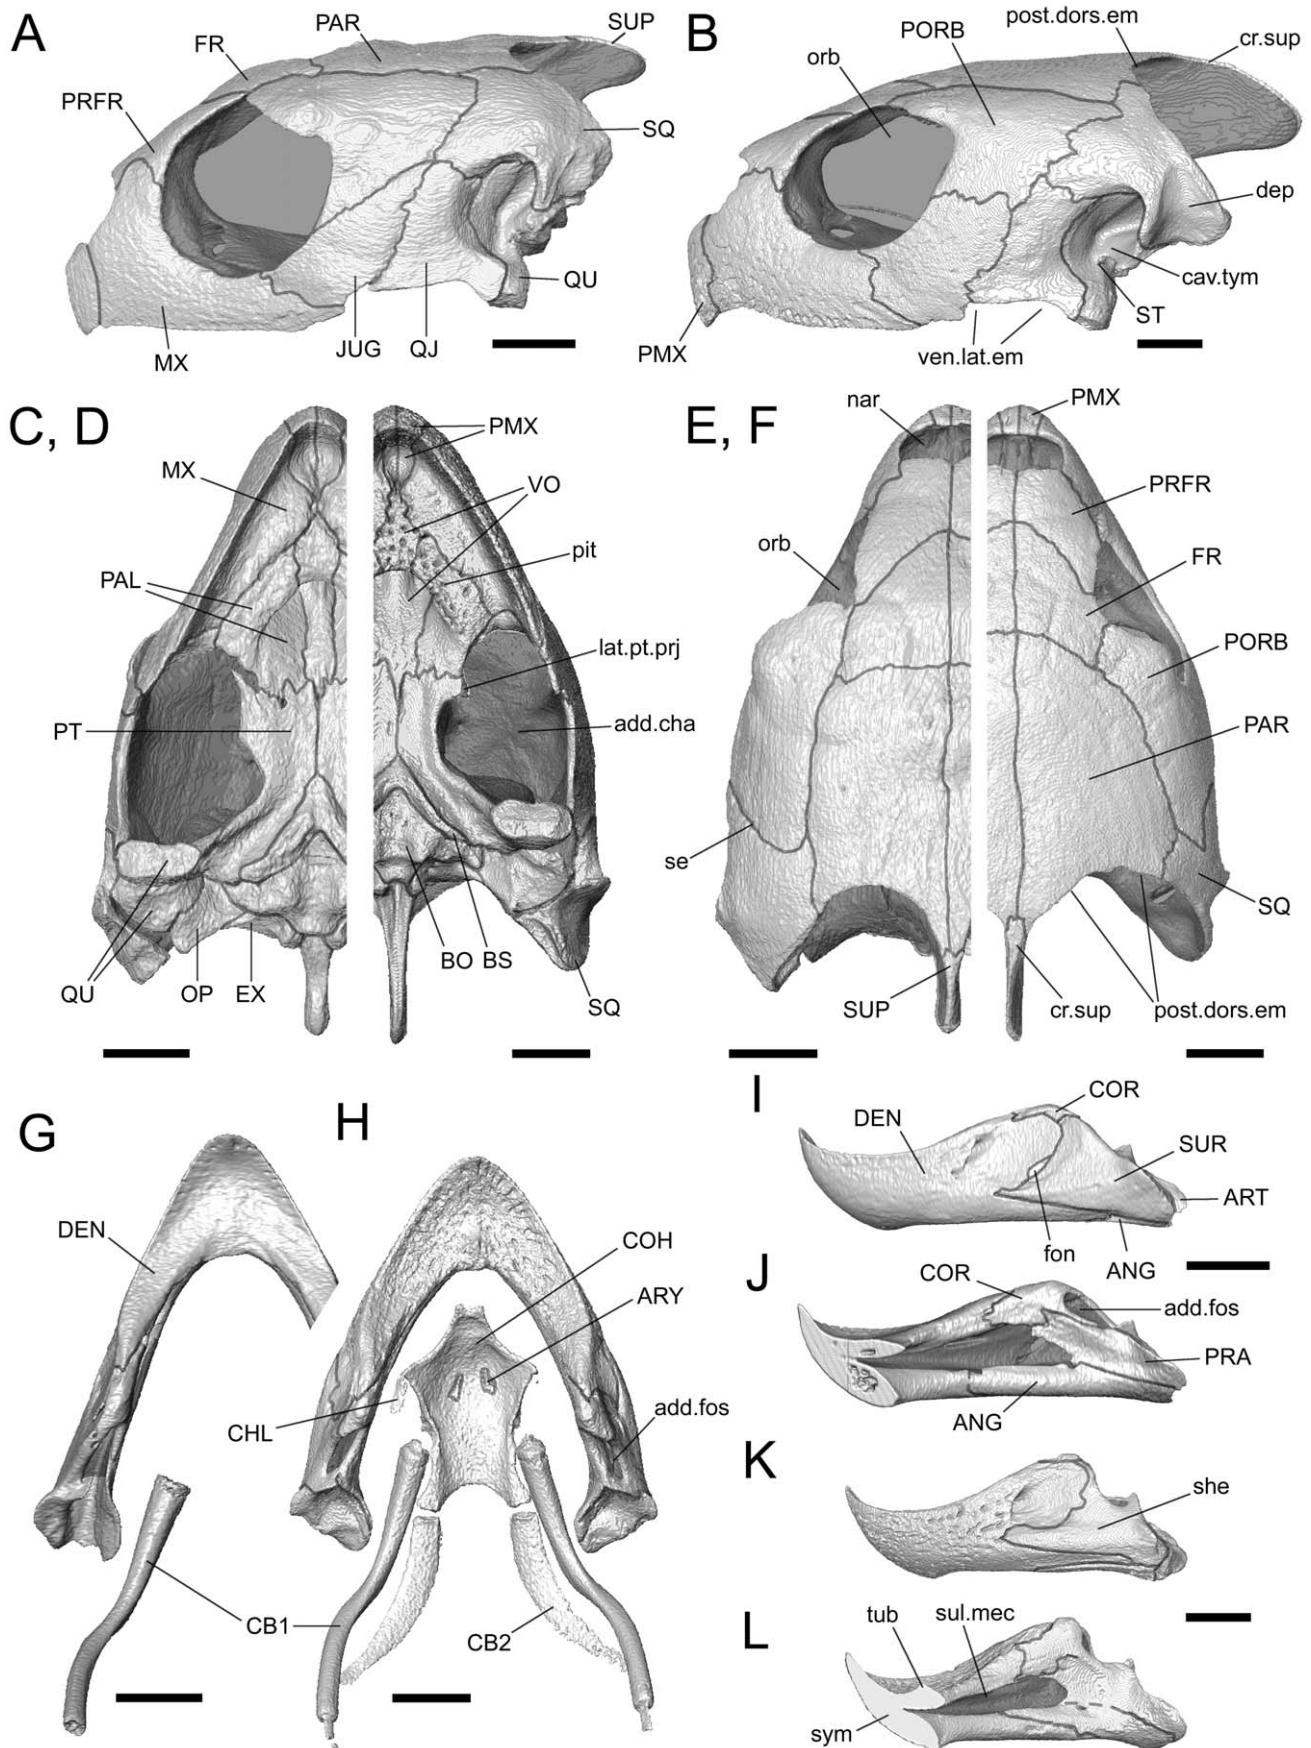 A
PAR
SUP
FR
PRFR
SQ
QU
MX
JUG
QJ
B
post.dors.em
PORB
cr.sup
orb
dep
cav.tym
ST
PMX
ven.lat.em
C, D
PMX
MX
VO
pit
PAL
lat.pt.prj
PT
add.cha
BO
BS
QU
OP
EX
SQ
E, F
nar
PMX
PRFR
orb
FR
PORB
PAR
se
SQ
SUP
cr.sup
post.dors.em
G
DEN
CB1
H
COH
ARY
CHL
add.fos
CB2
I
COR
DEN
SUR
ART
fon
ANG
J
COR
add.fos
PRA
ANG
K
she
L
tub
sul.mec
sym